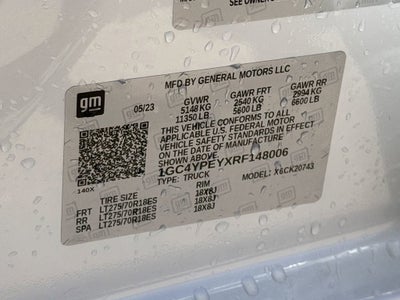 SEE OWNER
MFD BY GENERAL MOTORS LLC
gm
05/23
GVWR GAWR FRT GAWR RR
5148 KG 2540 KG 2994 KG
11350 LB 5600 LB 6600 LB
THIS VEHICLE CONFORMS TO ALL
APPLICABLE U.S. FEDERAL MOTOR
VEHICLE SAFETY STANDARDS IN EFFECT
ON THE DATE OF MANUFACTURE
SHOWN ABOVE
1GC4YPEYXRF148006
TYPE: TRUCK MODEL: X6CK20743
140X
TIRE SIZE RIM
FRT LT275/70R18ES 18X8J
RR LT275/70R18ES 18X8J
SPA LT275/70R18ES 18X8J